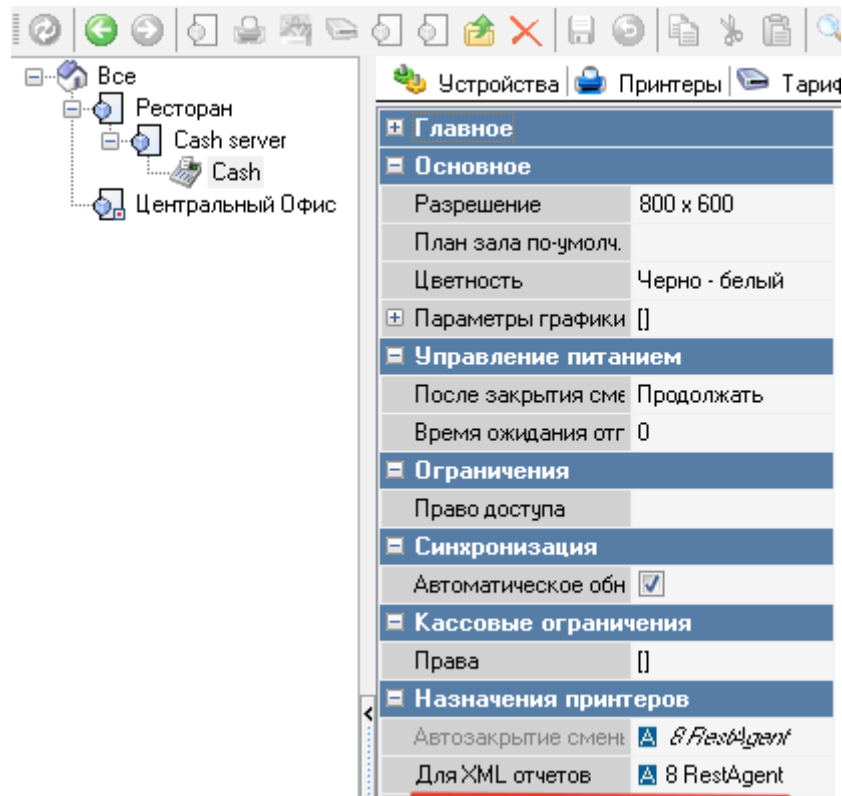 Все
Ресторан
Cash server
Cash
Центральный Офис
Устройства Принтеры Тариф
Главное
Основное
Разрешение 800 x 600
План зала по-умолч.
Цветность Черно - белый
Параметры графики []
Управление питанием
После закрытия сме Продолжать
Время ожидания отг 0
Ограничения
Право доступа
Синхронизация
Автоматическое обн
Кассовые ограничения
Права []
Назначения принтеров
Автозакрытие смень A 8 RestAgent
Для XML отчетов A 8 RestAgent